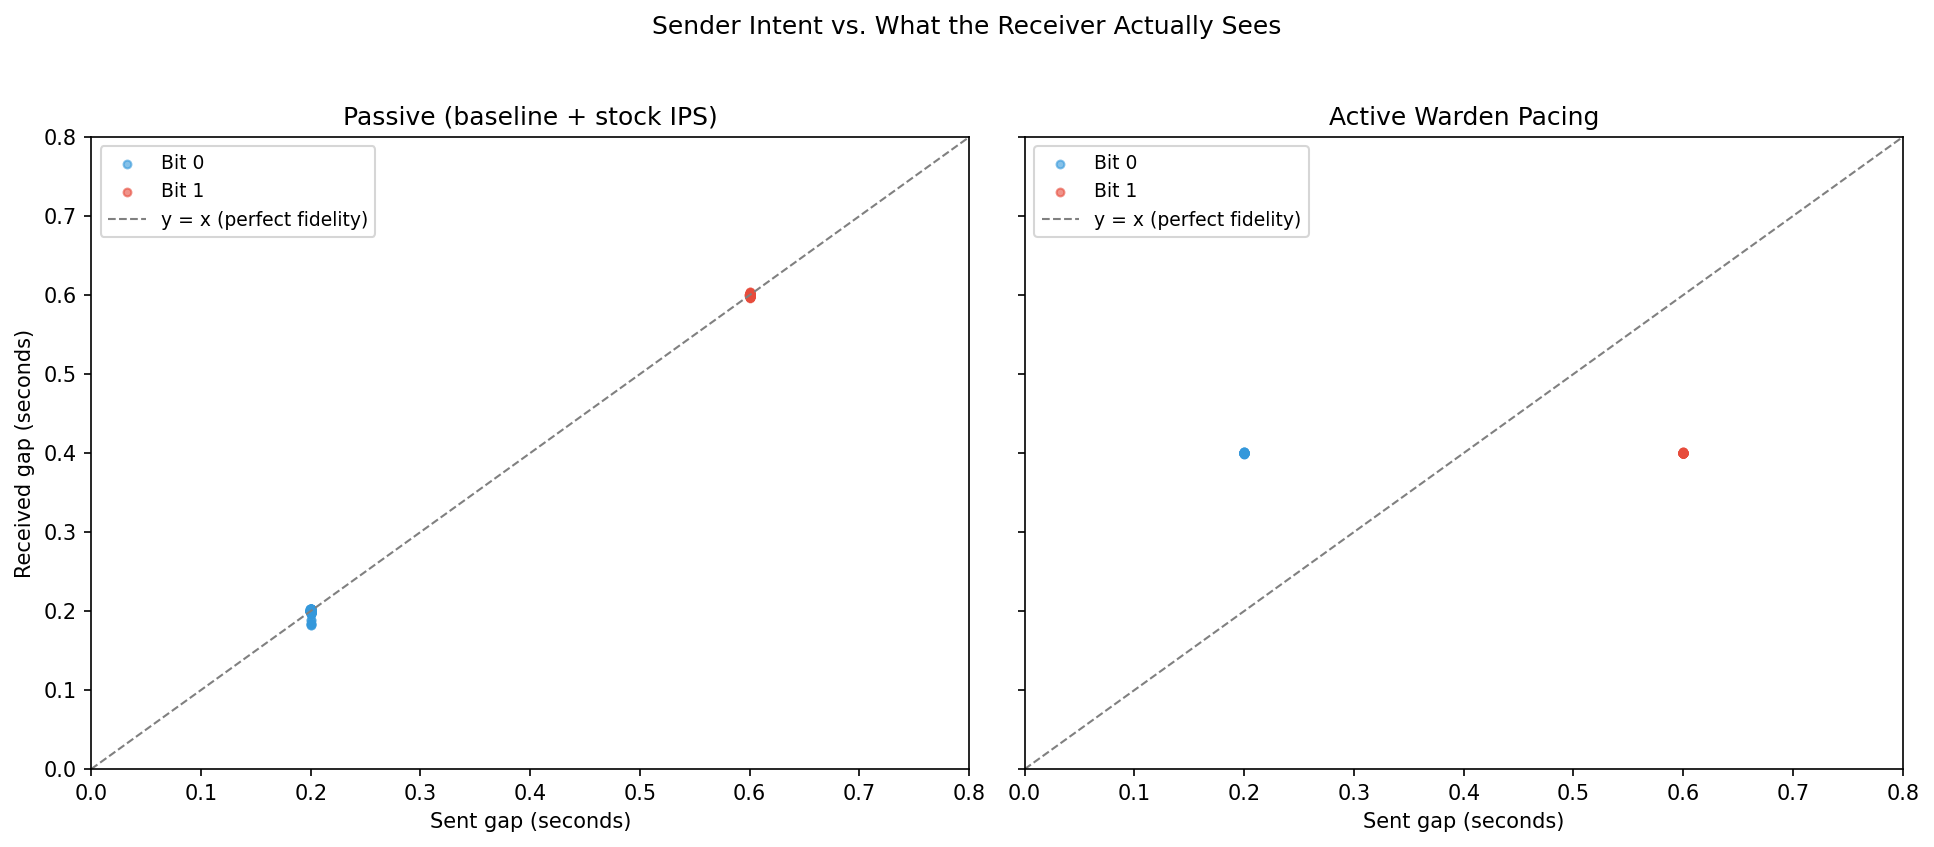 Sender Intent vs. What the Receiver Actually Sees
Passive (baseline + stock IPS)
Bit 0
Bit 1
y = x (perfect fidelity)
0.8
0.7
0.6
0.5
0.4
0.3
0.2
0.1
0.0
Received gap (seconds)
0.0 0.1 0.2 0.3 0.4 0.5 0.6 0.7 0.8
Sent gap (seconds)
Active Warden Pacing
Bit 0
Bit 1
y = x (perfect fidelity)
0.0 0.1 0.2 0.3 0.4 0.5 0.6 0.7 0.8
Sent gap (seconds)